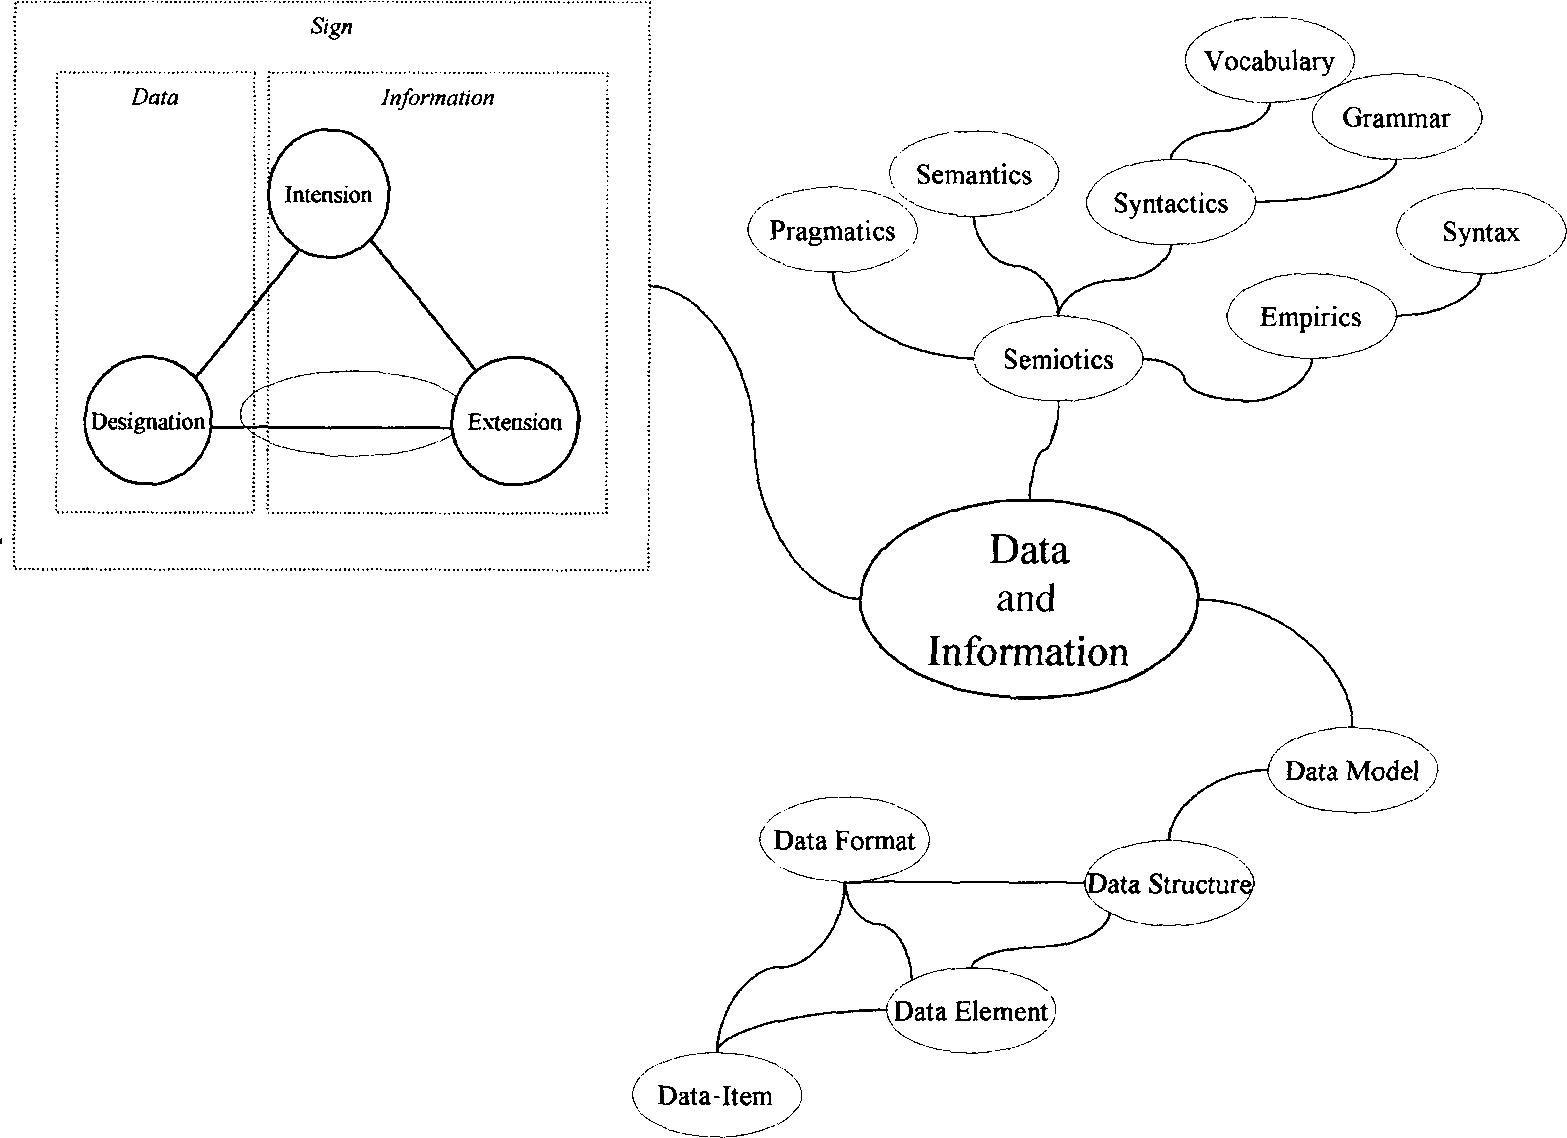 Sign
Data
Information
Intension
Designation
Extension
Vocabulary
Grammar
Semantics
Syntactics
Pragmatics
Syntax
Empirics
Semiotics
Data
and
Information
Data Model
Data Format
Data Structure
Data Element
Data-Item